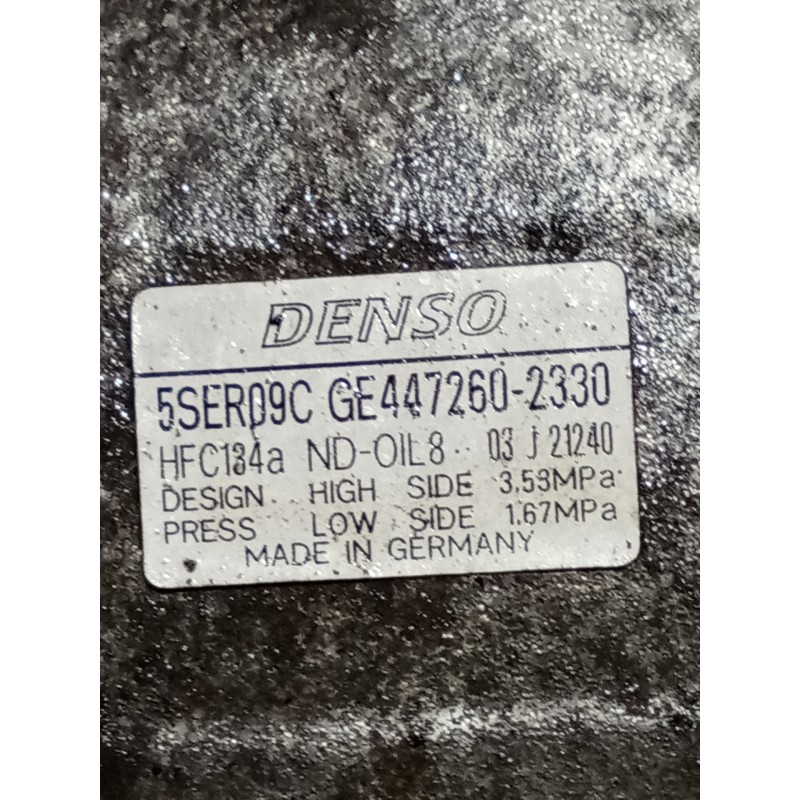 DENSO
5SER09C GE447260-2330
HFC134a ND-OIL8 03 J 21240
DESIGN HIGH SIDE 3.53MPa
PRESS LOW SIDE 1.67MPa
MADE IN GERMANY